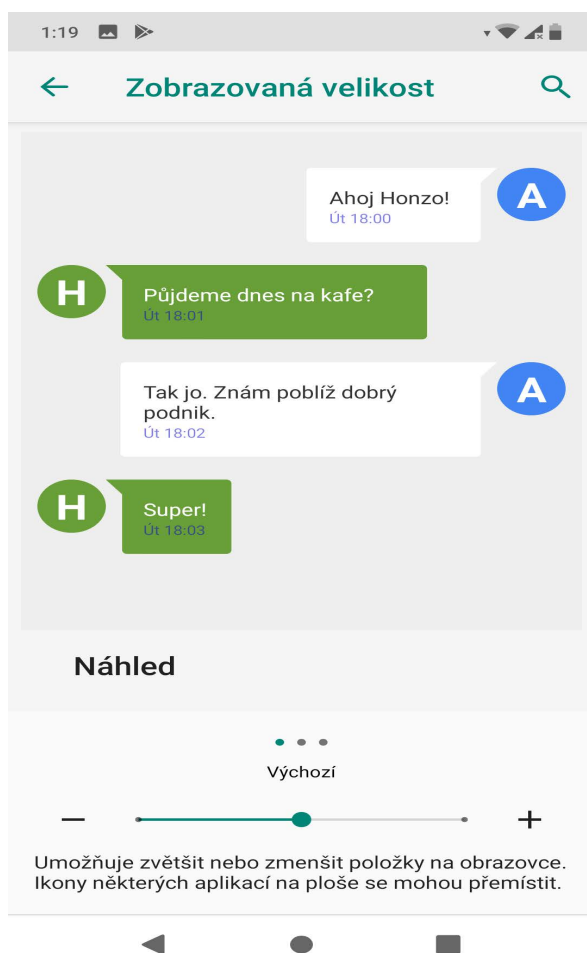 1:19
Zobrazovaná velikost
Ahoj Honzo!
Út 18:00
A
H
Půjdeme dnes na kafe?
Út 18:01
Tak jo. Znám poblíž dobrý
podnik.
Út 18:02
A
H
Super!
Út 18:03
Náhled
Výchozí
Umožňuje zvětšit nebo zmenšit položky na obrazovce.
Ikony některých aplikací na ploše se mohou přemístit.